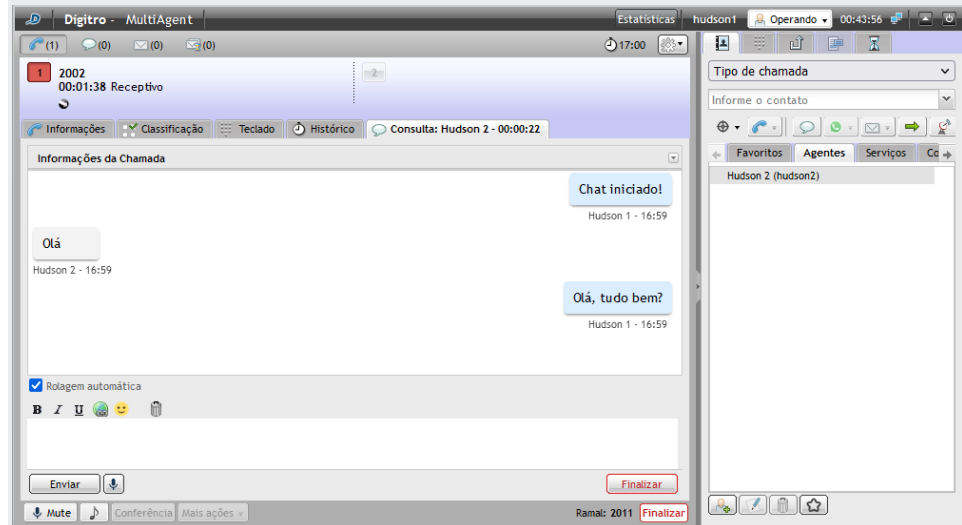 Dígitro - MultiAgent
Estatísticas hudson1 Operando 00:43:56
(1) (0) (0) (0) 17:00
1 2002
00:01:38 Receptivo
2
Informações Classificação Teclado Histórico Consulta: Hudson 2 - 00:00:22
Informações da Chamada
Chat iniciado!
Hudson 1 - 16:59
Olá
Hudson 2 - 16:59
Olá, tudo bem?
Hudson 1 - 16:59
Rolagem automática
B I U
Enviar Finalizar
Mute Conferência Mais ações Ramal: 2011 Finalizar
Tipo de chamada
Informe o contato
Favoritos Agentes Serviços Co
Hudson 2 (hudson2)